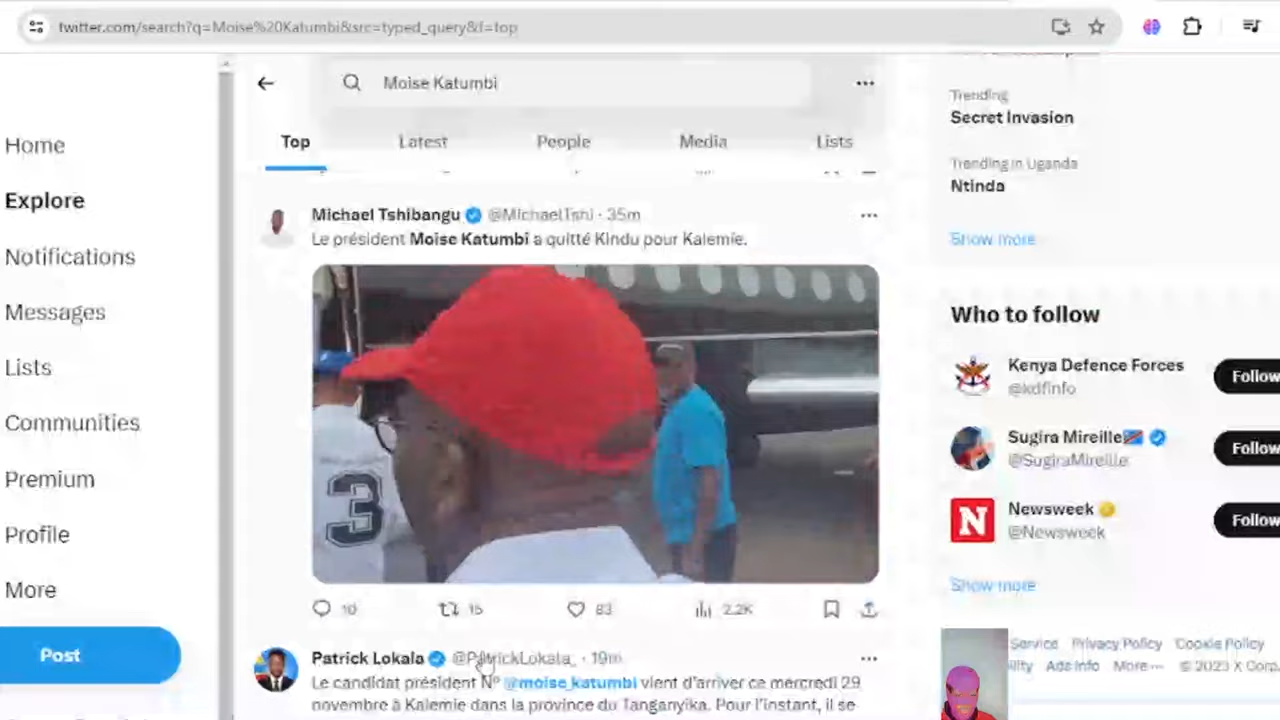 twitter.com/search?q=Moise%20Katumbi&src=typed_query&f=top
Moise Katumbi
Top
Latest
People
Media
Lists
Home
Explore
Notifications
Messages
Lists
Communities
Premium
Profile
More
Post
Michael Tshibangu @MichaelTshi · 35m
Le président Moise Katumbi a quitté Kindu pour Kalemie.
3
10
15
83
2.2K
Patrick Lokala @PatrickLokala_ · 19m
Le candidat président N° @moise_katumbi vient d'arriver ce mercredi 29
novembre à Kalemie dans la province du Tanganyika. Pour l'instant, il se
Trending
Secret Invasion
Trending in Uganda
Ntinda
Show more
Who to follow
Kenya Defence Forces
@kdfinfo
Follow
Sugira Mireille
@SugiraMireille
Follow
N
Newsweek
@Newsweek
Follow
Show more
Service Privacy Policy Cookie Policy
Ads info More ··· © 2023 X Corp.